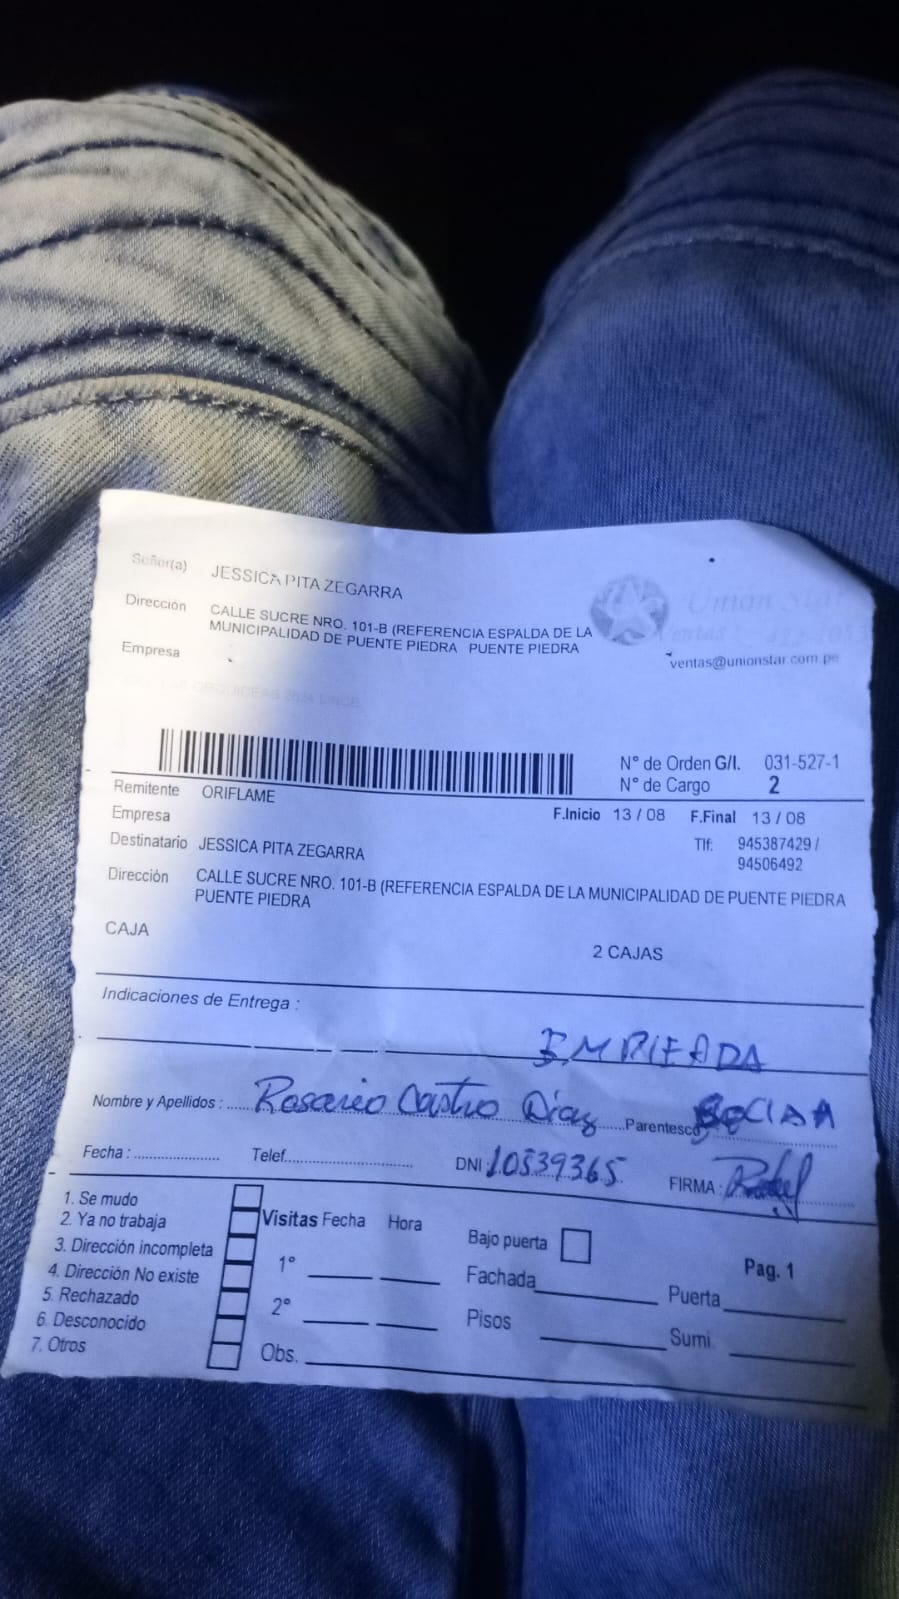 Señor(a) JESSICA PITA ZEGARRA
Dirección CALLE SUCRE NRO. 101-B (REFERENCIA ESPALDA DE LA
MUNICIPALIDAD DE PUENTE PIEDRA PUENTE PIEDRA
Empresa
Union Star
Ventas
ventas@unionstar.com.pe
ORQUIDEAS LINCE
N° de Orden G/I. 031-527-1
N° de Cargo 2
Remitente ORIFLAME
Empresa F.Inicio 13 / 08 F.Final 13 / 08
Destinatario JESSICA PITA ZEGARRA Tlf: 945387429 /
94506492
Dirección CALLE SUCRE NRO. 101-B (REFERENCIA ESPALDA DE LA MUNICIPALIDAD DE PUENTE PIEDRA
PUENTE PIEDRA
CAJA
2 CAJAS
Indicaciones de Entrega :
Nombre y Apellidos : Rosario Castro Diaz Parentesco
Fecha : Telef. DNI 10539365 FIRMA :
1. Se mudo
2. Ya no trabaja
3. Dirección incompleta
4. Dirección No existe
5. Rechazado
6. Desconocido
7. Otros
Visitas Fecha Hora
1°
2°
Obs.
Bajo puerta
Fachada
Pisos
Pag. 1
Puerta
Sumi.